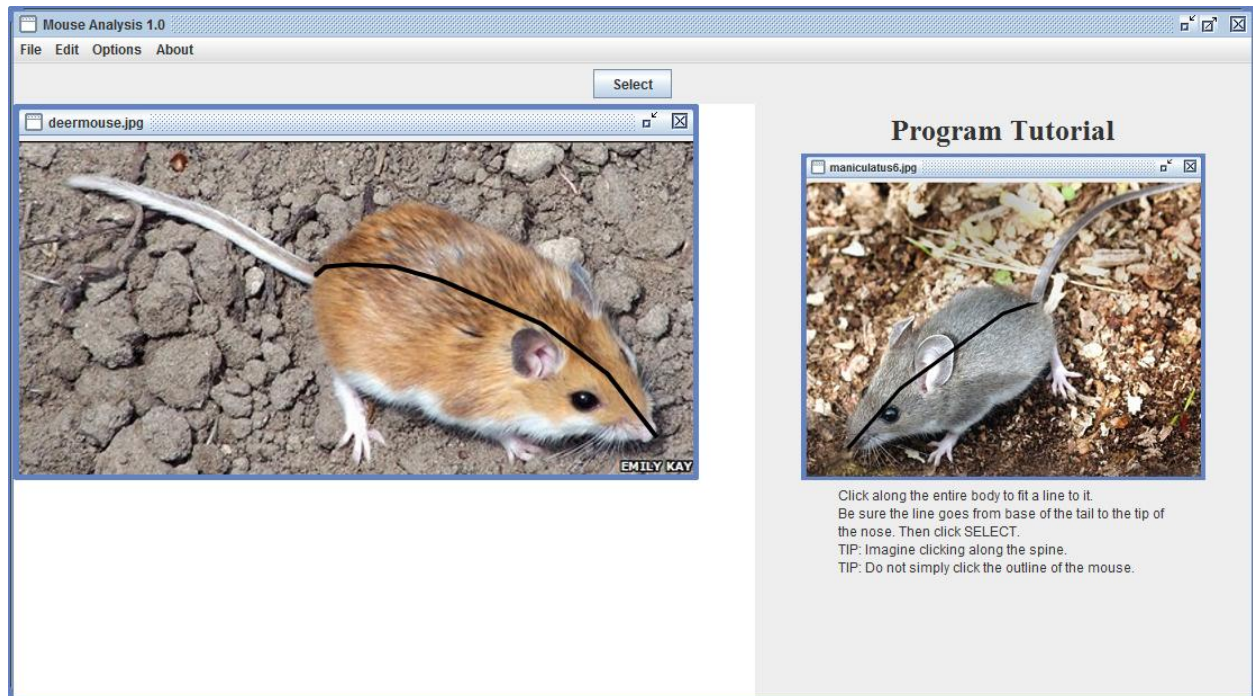 Mouse Analysis 1.0
File Edit Options About
Select
deermouse.jpg
EMILY KAY
Program Tutorial
maniculatus6.jpg
Click along the entire body to fit a line to it.
Be sure the line goes from base of the tail to the tip of
the nose. Then click SELECT.
TIP: Imagine clicking along the spine.
TIP: Do not simply click the outline of the mouse.